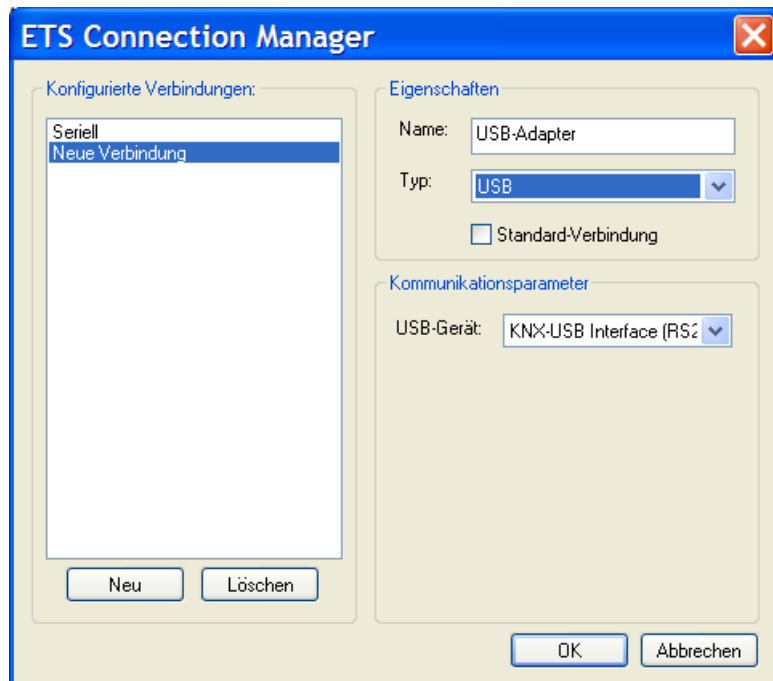 ETS Connection Manager
Konfigurierte Verbindungen:
Seriell
Neue Verbindung
Neu
Löschen
Eigenschaften
Name:
USB-Adapter
Typ:
USB
Standard-Verbindung
Kommunikationsparameter
USB-Gerät:
KNX-USB Interface (RS2
OK
Abbrechen